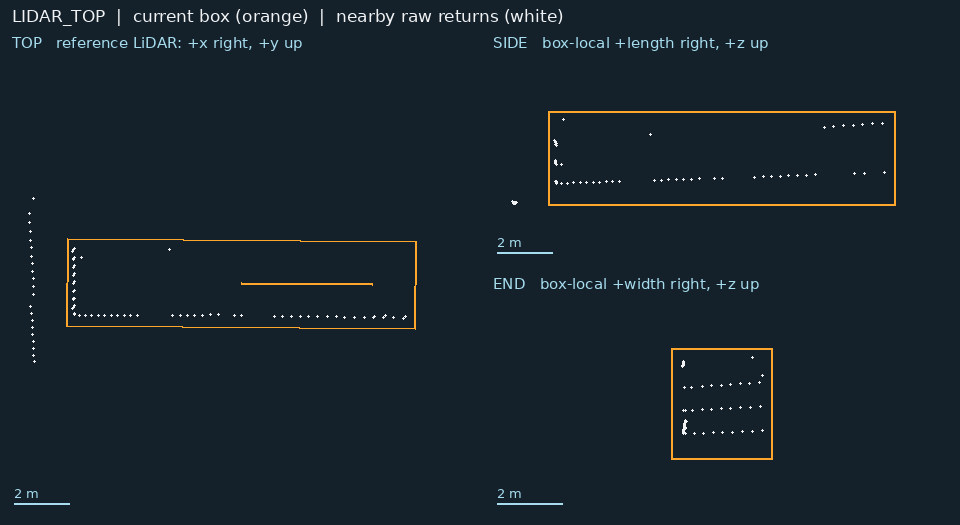 LIDAR_TOP | current box (orange) | nearby raw returns (white)
TOP reference LiDAR: +x right, +y up
SIDE box-local +length right, +z up
2 m
END box-local +width right, +z up
2 m
2 m